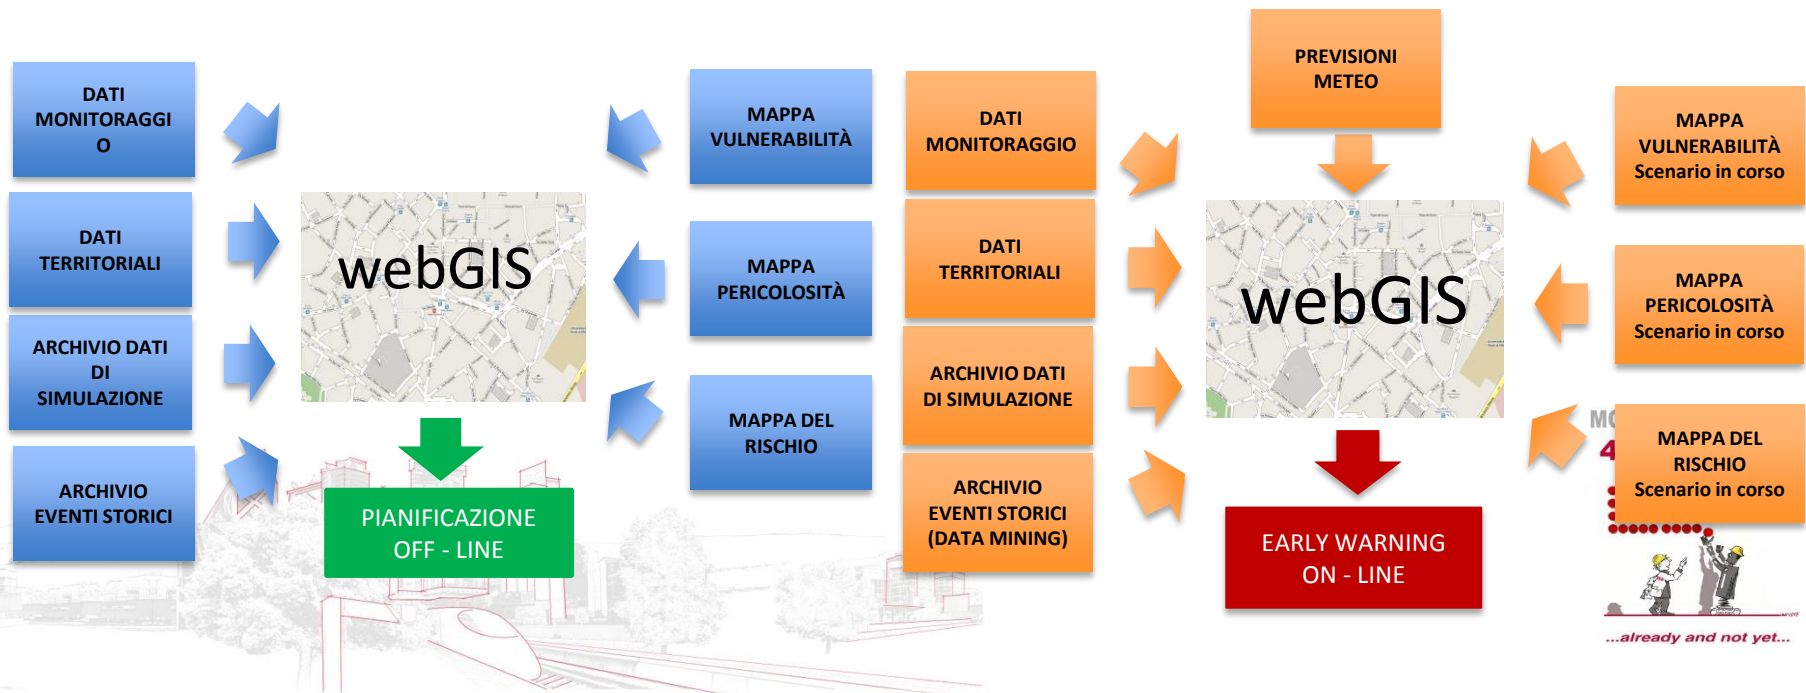 DATI
MONITORAGGI
O
DATI
TERRITORIALI
ARCHIVIO DATI
DI
SIMULAZIONE
ARCHIVIO
EVENTI STORICI
webGIS
PIANIFICAZIONE
OFF - LINE
MAPPA
VULNERABILITÀ
MAPPA
PERICOLOSITÀ
MAPPA DEL
RISCHIO
DATI
MONITORAGGIO
DATI
TERRITORIALI
ARCHIVIO DATI
DI SIMULAZIONE
ARCHIVIO
EVENTI STORICI
(DATA MINING)
PREVISIONI
METEO
webGIS
EARLY WARNING
ON - LINE
MAPPA
VULNERABILITÀ
Scenario in corso
MAPPA
PERICOLOSITÀ
Scenario in corso
MAPPA DEL
RISCHIO
Scenario in corso
...already and not yet...